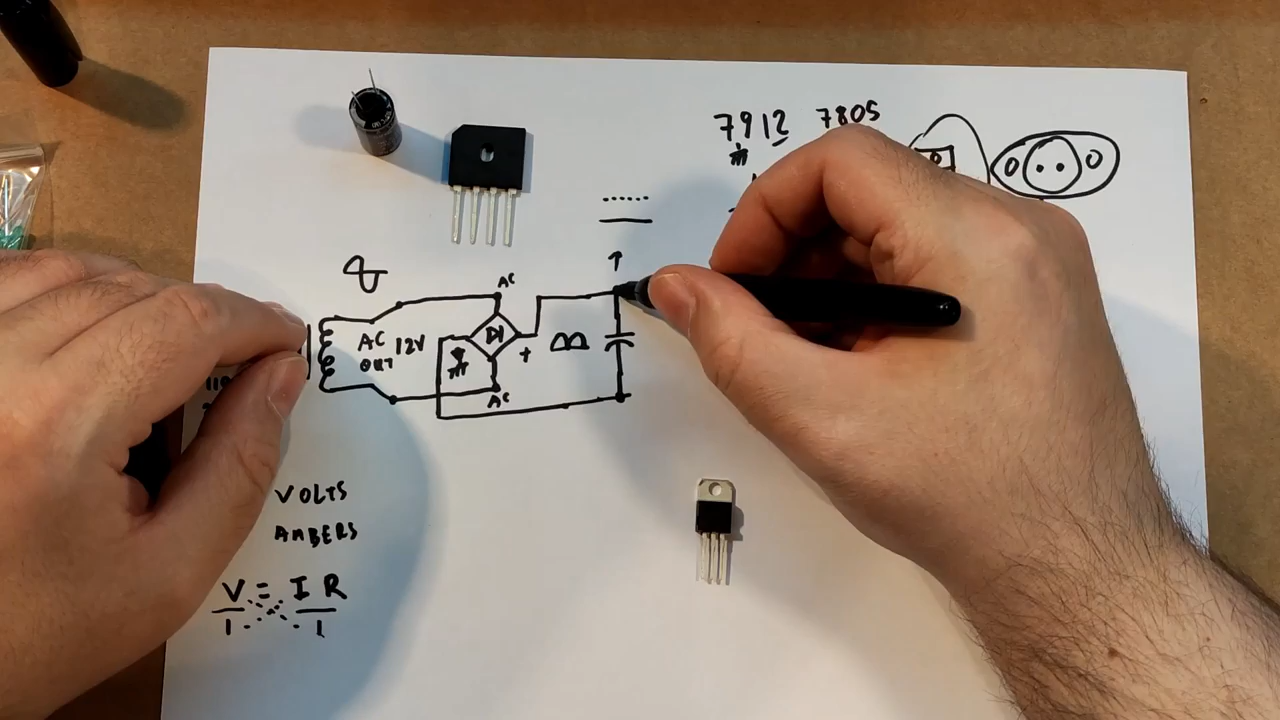 7912 7805
AC
AC 12V
OUT
+
AC
VOLTS
AMBERS
V = I R
1 1